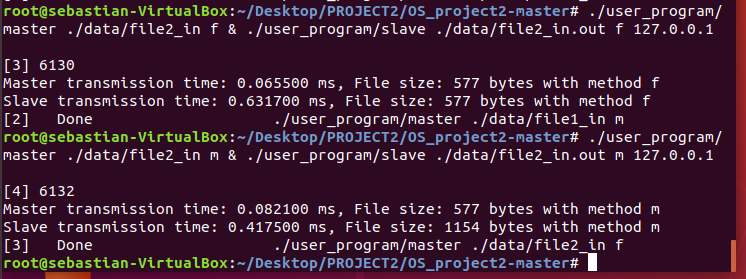 root@sebastian-VirtualBox:~/Desktop/PROJECT2/OS_project2-master# ./user_program/
master ./data/file2_in f & ./user_program/slave ./data/file2_in.out f 127.0.0.1
[3] 6130
Master transmission time: 0.065500 ms, File size: 577 bytes with method f
Slave transmission time: 0.631700 ms, File size: 577 bytes with method f
[2]   Done                    ./user_program/master ./data/file1_in m
root@sebastian-VirtualBox:~/Desktop/PROJECT2/OS_project2-master# ./user_program/
master ./data/file2_in m & ./user_program/slave ./data/file2_in.out m 127.0.0.1
[4] 6132
Master transmission time: 0.082100 ms, File size: 577 bytes with method m
Slave transmission time: 0.417500 ms, File size: 1154 bytes with method m
[3]   Done                    ./user_program/master ./data/file2_in f
root@sebastian-VirtualBox:~/Desktop/PROJECT2/OS_project2-master#